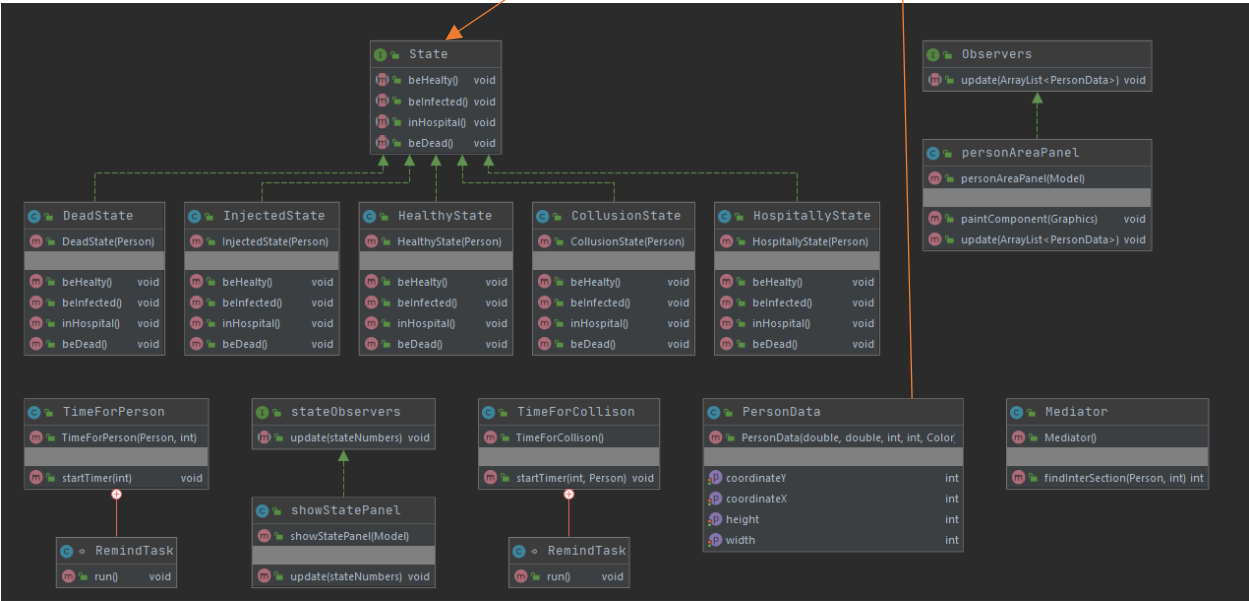 State
beHealty() void
beInfected() void
inHospital() void
beDead() void
Observers
update(ArrayList<PersonData>) void
personAreaPanel
personAreaPanel(Model)
paintComponent(Graphics) void
update(ArrayList<PersonData>) void
DeadState
DeadState(Person)
beHealty() void
beInfected() void
inHospital() void
beDead() void
InjectedState
InjectedState(Person)
beHealty() void
beInfected() void
inHospital() void
beDead() void
HealthyState
HealthyState(Person)
beHealty() void
beInfected() void
inHospital() void
beDead() void
CollusionState
CollusionState(Person)
beHealty() void
beInfected() void
inHospital() void
beDead() void
HospitallyState
HospitallyState(Person)
beHealty() void
beInfected() void
inHospital() void
beDead() void
TimeForPerson
TimeForPerson(Person, int)
startTimer(int) void
RemindTask
run() void
stateObservers
update(stateNumbers) void
showStatePanel
showStatePanel(Model)
update(stateNumbers) void
TimeForCollison
TimeForCollison()
startTimer(int, Person) void
RemindTask
run() void
PersonData
PersonData(double, double, int, int, Color)
coordinateY int
coordinateX int
height int
width int
Mediator
Mediator()
findInterSection(Person, int) int